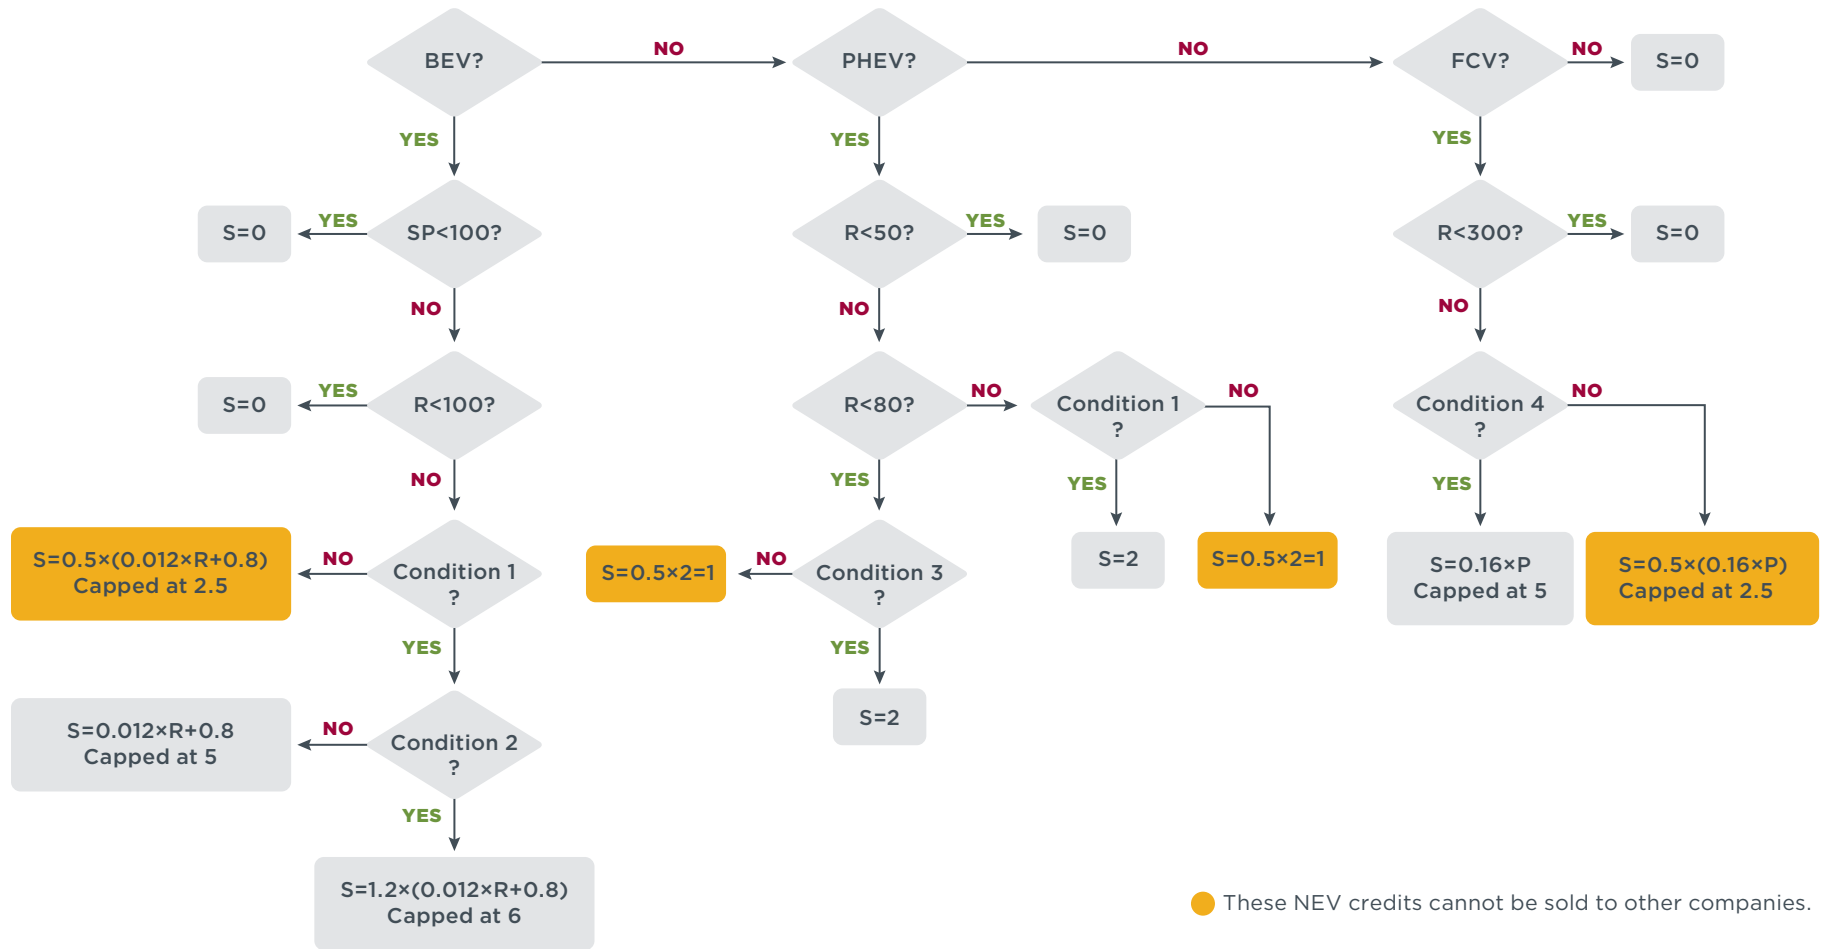 BEV?
NO
PHEV?
NO
FCV?
NO
S=0
YES
YES
YES
S=0
YES
SP<100?
R<50?
YES
S=0
R<300?
YES
S=0
NO
NO
NO
S=0
YES
R<100?
R<80?
NO
Condition 1
?
NO
Condition 4
?
NO
NO
YES
YES
YES
S=0.5×(0.012×R+0.8)
Capped at 2.5
NO
Condition 1
?
S=0.5×2=1
NO
Condition 3
?
S=2
S=0.5×2=1
S=0.16×P
Capped at 5
S=0.5×(0.16×P)
Capped at 2.5
YES
YES
S=0.012×R+0.8
Capped at 5
NO
Condition 2
?
S=2
YES
S=1.2×(0.012×R+0.8)
Capped at 6
These NEV credits cannot be sold to other companies.